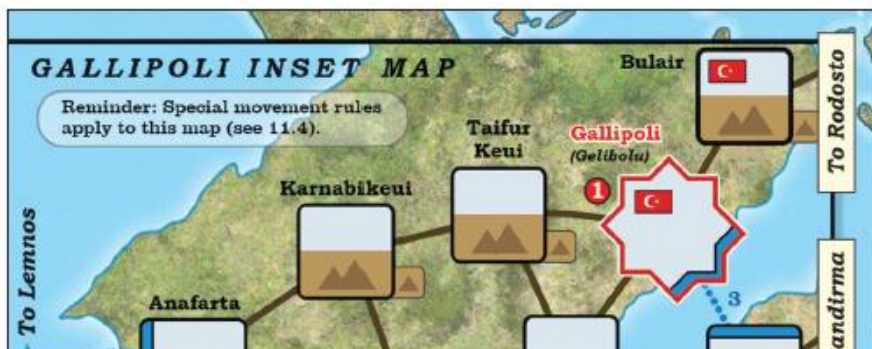 GALLIPOLI INSET MAP
Reminder: Special movement rules
apply to this map (see 11.4).
Bulair
To Rodosto
Taifur
Keui
Gallipoli
(Gelibolu)
1
Karnabikeui
To Lemnos
Anafarta
3
andirma